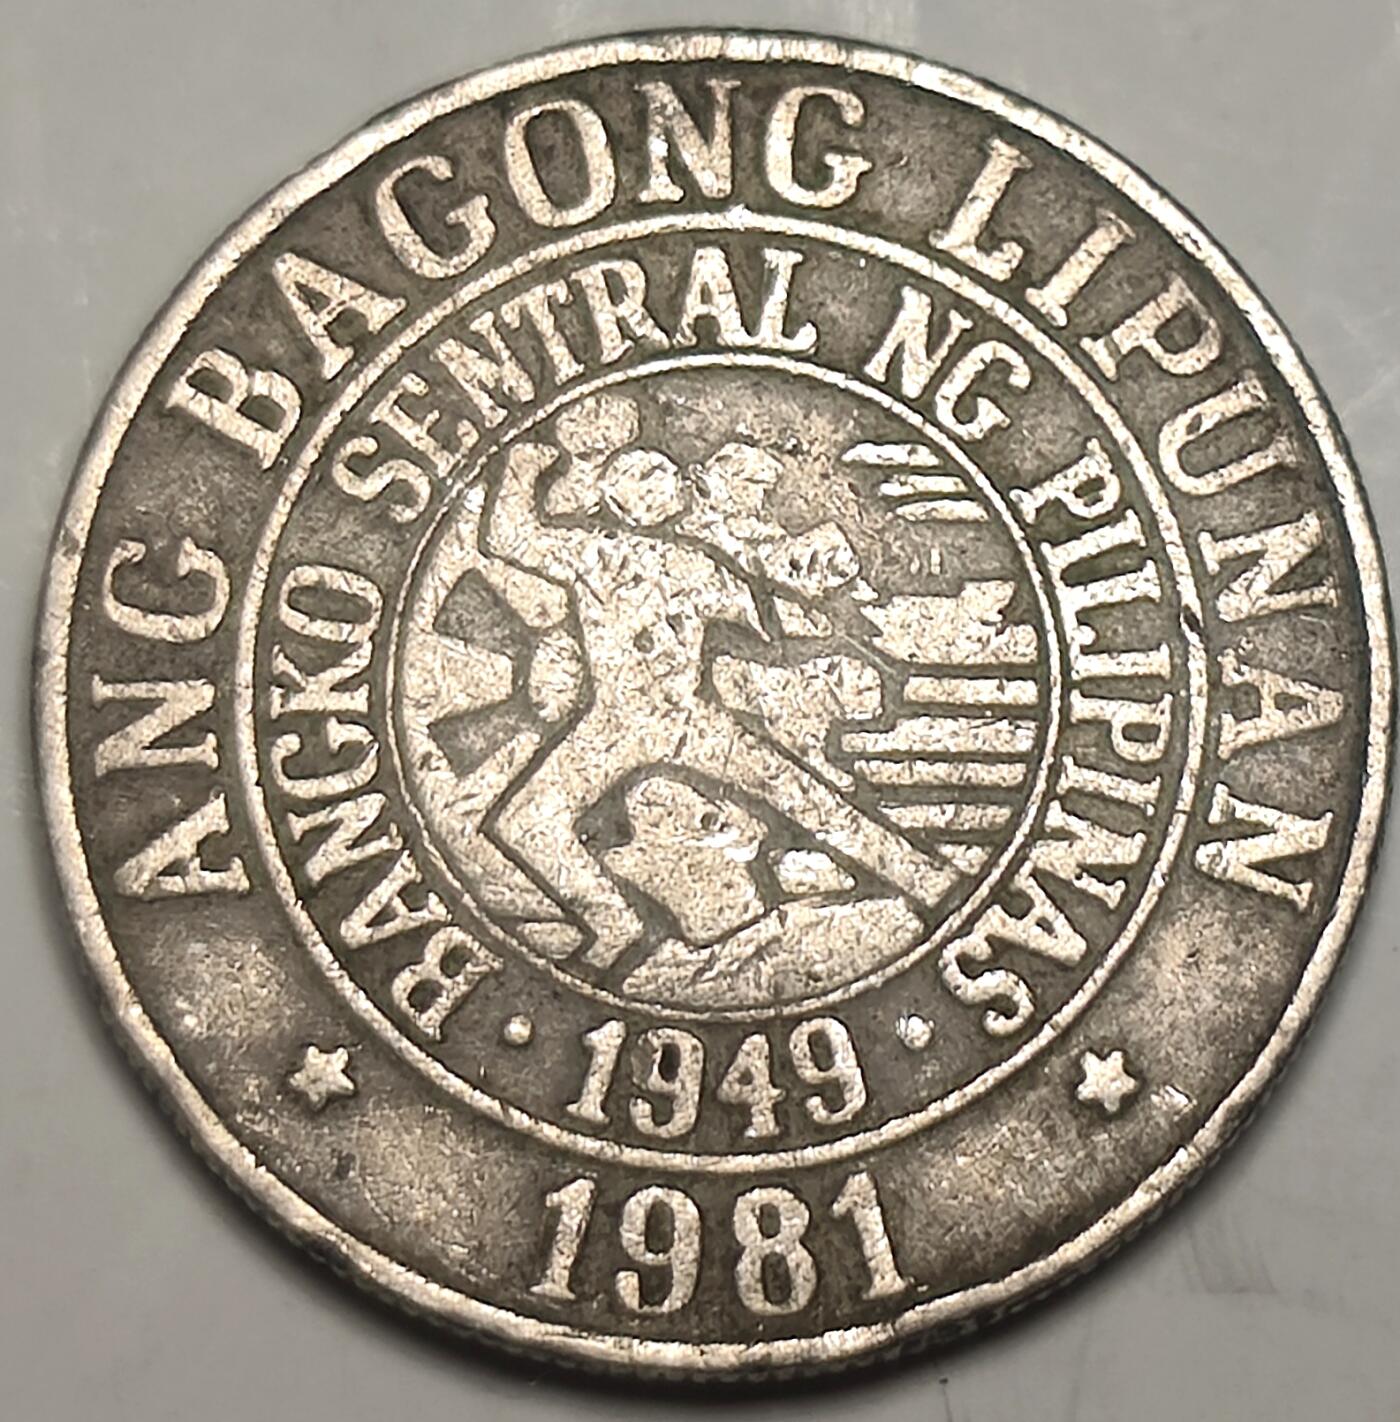 ANG BAGONG LIPUNAN
BANGKO SENTRAL NG PILIPINAS
· 1949 ·
1981